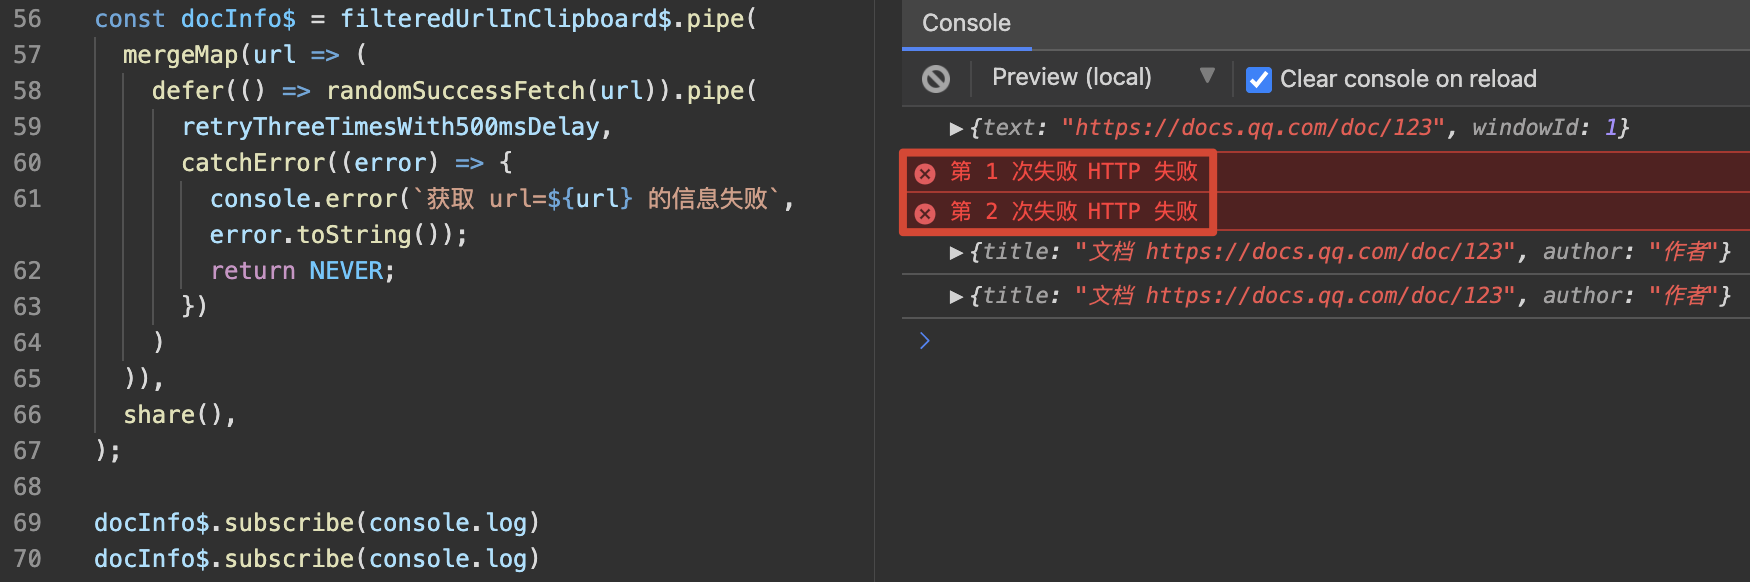 56 const docInfo$ = filteredUrlInClipboard$.pipe(
57 mergeMap(url => (
58 defer(() => randomSuccessFetch(url)).pipe(
59 retryThreeTimesWith500msDelay,
60 catchError((error) => {
61 console.error(`获取 url=${url} 的信息失败`,
error.toString());
62 return NEVER;
63 })
64 )
65 )),
66 share(),
67 );
68
69 docInfo$.subscribe(console.log)
70 docInfo$.subscribe(console.log)
Console
Preview (local) Clear console on reload
{text: "https://docs.qq.com/doc/123", windowId: 1}
第 1 次失败 HTTP 失败
第 2 次失败 HTTP 失败
{title: "文档 https://docs.qq.com/doc/123", author: "作者"}
{title: "文档 https://docs.qq.com/doc/123", author: "作者"}